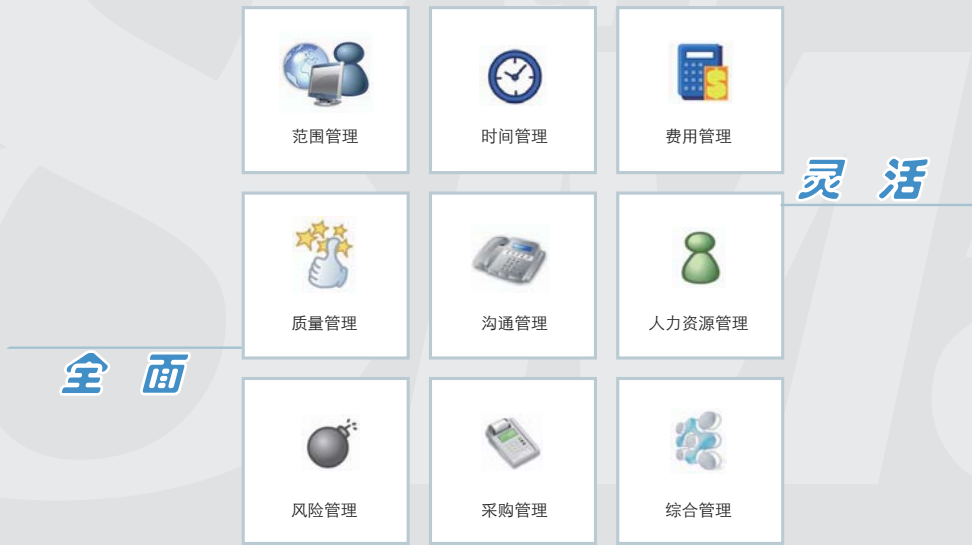 范围管理
时间管理
费用管理
灵 活
质量管理
沟通管理
人力资源管理
全 面
风险管理
采购管理
综合管理